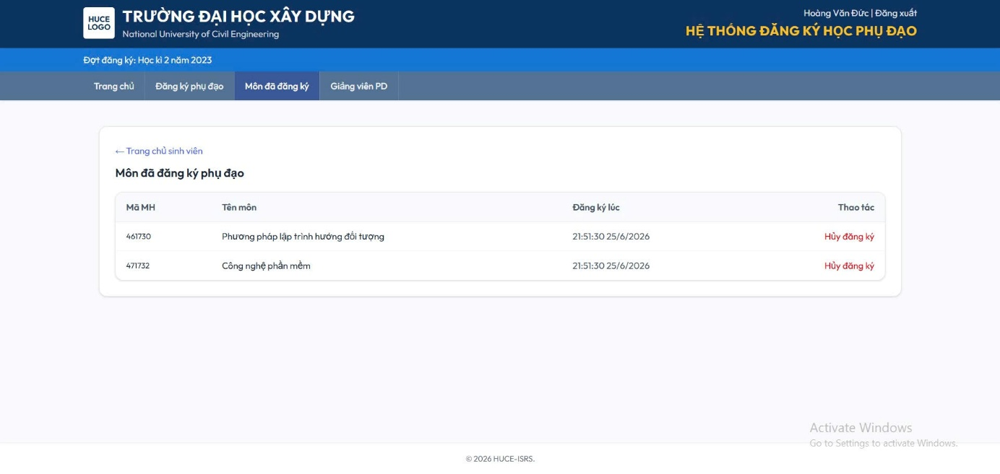 HUCE
LOGO
TRƯỜNG ĐẠI HỌC XÂY DỰNG
National University of Civil Engineering
Hoàng Văn Đức | Đăng xuất
HỆ THỐNG ĐĂNG KÝ HỌC PHỤ ĐẠO
Đợt đăng ký: Học kì 2 năm 2023
Trang chủ Đăng ký phụ đạo Môn đã đăng ký Giảng viên PD
← Trang chủ sinh viên
Môn đã đăng ký phụ đạo
Mã MH Tên môn Đăng ký lúc Thao tác
461730 Phương pháp lập trình hướng đối tượng 21:51:30 25/6/2026 Hủy đăng ký
471732 Công nghệ phần mềm 21:51:30 25/6/2026 Hủy đăng ký
Activate Windows
Go to Settings to activate Windows.
© 2026 HUCE-ISRS.